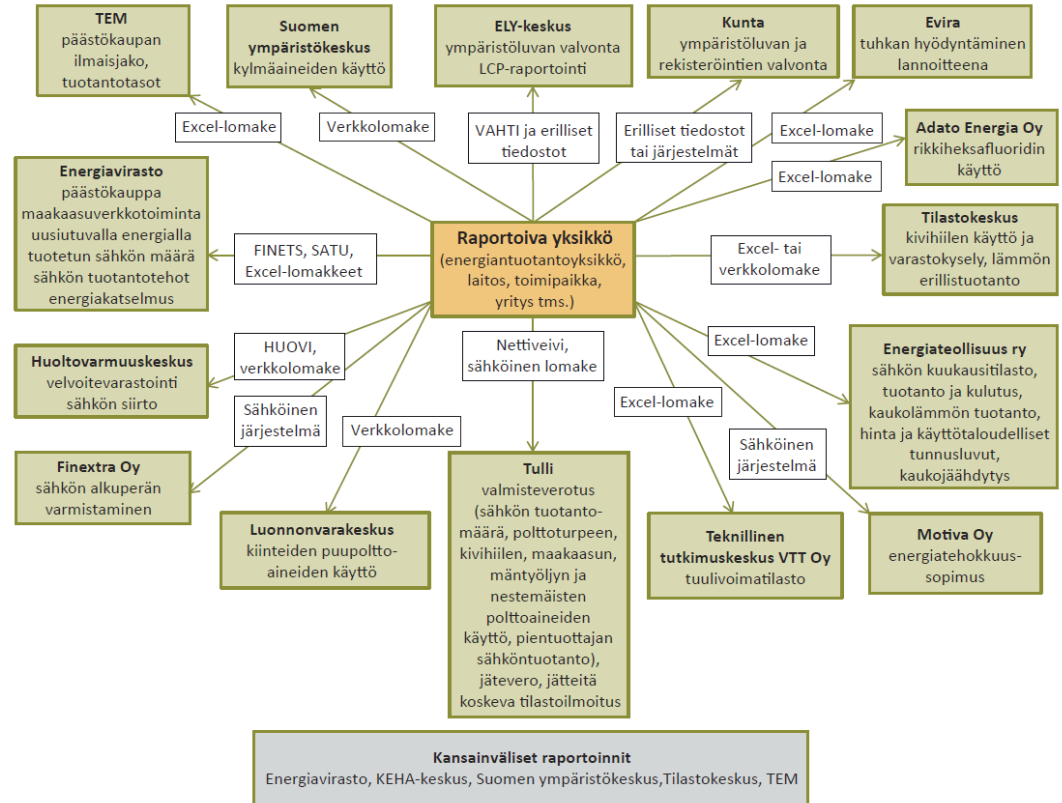 TEM
päästökaupan
ilmaisjako,
tuotantotasot
Suomen
ympäristökeskus
kylmäaineiden käyttö
ELY-keskus
ympäristöluvan valvonta
LCP-raportointi
Kunta
ympäristöluvan ja
rekisteröintien valvonta
Evira
tuhkan hyödyntäminen
lannoitteena
Excel-lomake
Verkkolomake
VAHTI ja erilliset
tiedostot
Erilliset tiedostot
tai järjestelmät
Excel-lomake
Adato Energia Oy
rikkiheksafluoridin
käyttö
Excel-lomake
Energiavirasto
päästökauppa
maakaasuverkkotoiminta
uusiutuvalla energialla
tuotetun sähkön määrä
sähkön tuotantotehot
energiakatselmus
FINETS, SATU,
Excel-lomakkeet
Raportoiva yksikkö
(energiantuotantoyksikkö,
laitos, toimipaikka,
yritys tms.)
Excel- tai
verkkolomake
Tilastokeskus
kivihiilen käyttö ja
varastokysely, lämmön
erillistuotanto
Huoltovarmuuskeskus
velvoitevarastointi
sähkön siirto
HUOVI,
verkkolomake
Nettiveivi,
sähköinen lomake
Excel-lomake
Energiateollisuus ry
sähkön kuukausitilasto,
tuotanto ja kulutus,
kaukolämmön tuotanto,
hinta ja käyttötaloudelliset
tunnusluvut,
kaukojäähdytys
Sähköinen
järjestelmä
Verkkolomake
Excel-lomake
Sähköinen
järjestelmä
Finextra Oy
sähkön alkuperän
varmistaminen
Luonnonvarakeskus
kiinteiden puupoltto-
aineiden käyttö
Tulli
valmisteverotus
(sähkön tuotanto-
määrä, polttoturpeen,
kivihiilen, maakaasun,
mäntyöljyn ja
nestemäisten
polttoaineiden
käyttö, pientuottajan
sähköntuotanto),
jätevero, jätteitä
koskeva tilastoilmoitus
Teknillinen
tutkimuskeskus VTT Oy
tuulivoimatilasto
Motiva Oy
energiatehokkuus-
sopimus
Kansainväliset raportoinnit
Energiavirasto, KEHA-keskus, Suomen ympäristökeskus,Tilastokeskus, TEM